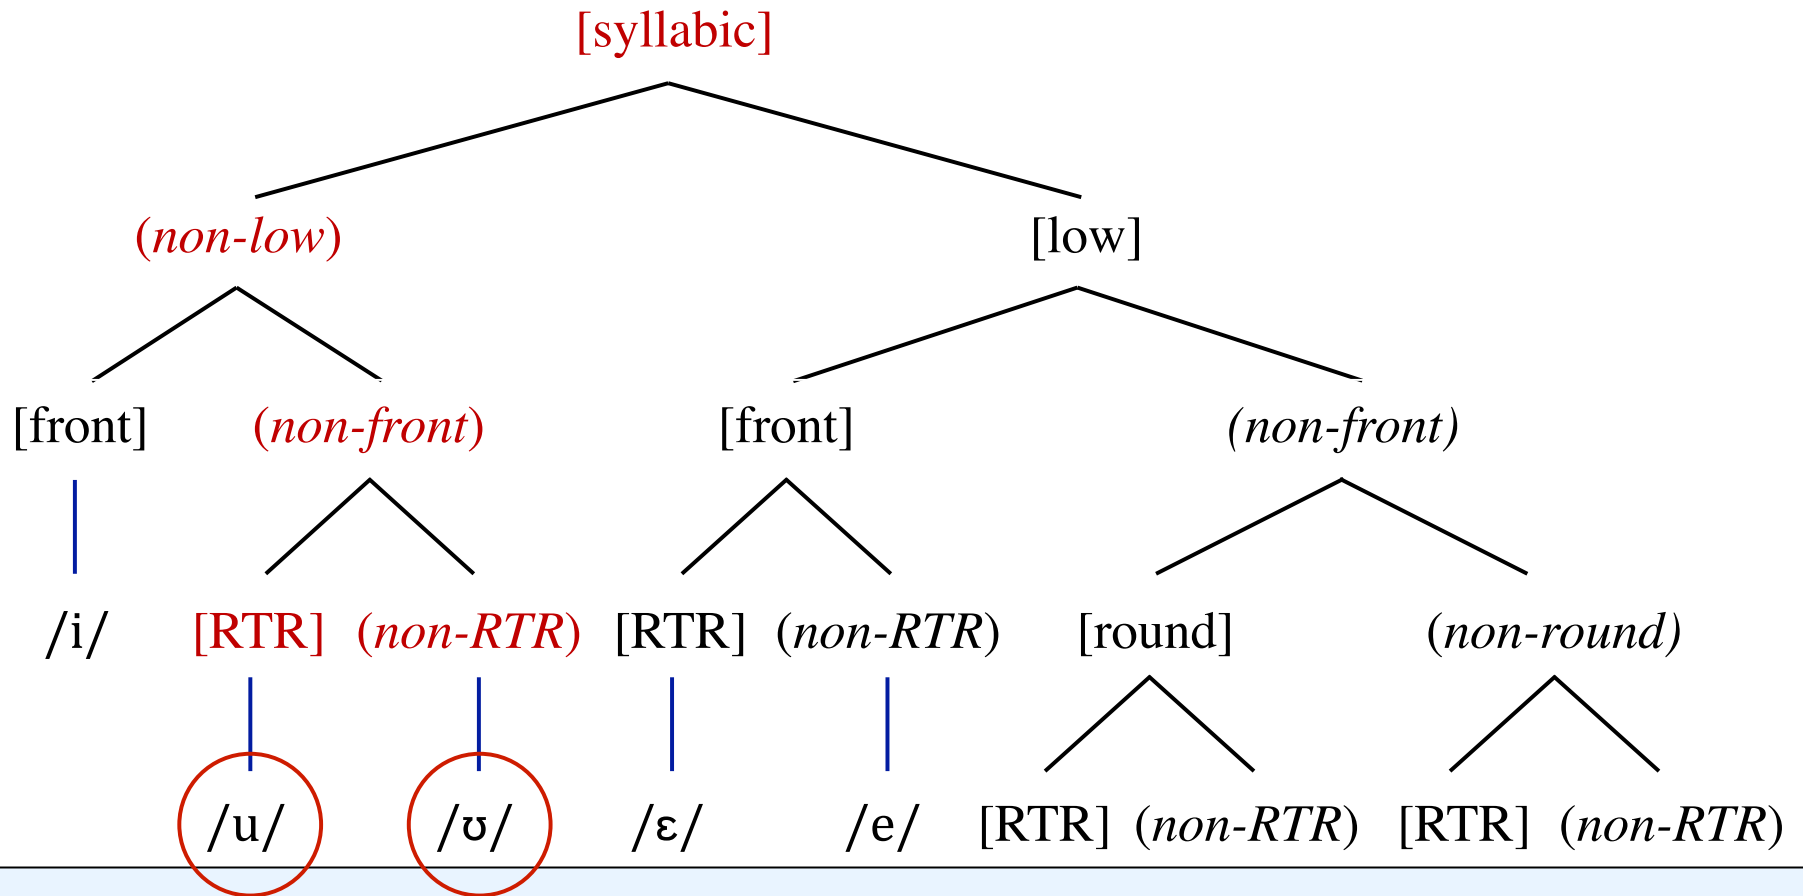 [syllabic]
(non-low) [low]
[front] (non-front) [front] (non-front)
/i/ [RTR] (non-RTR) [RTR] (non-RTR) [round] (non-round)
/u/ /ʊ/ /ɛ/ /e/ [RTR] (non-RTR) [RTR] (non-RTR)